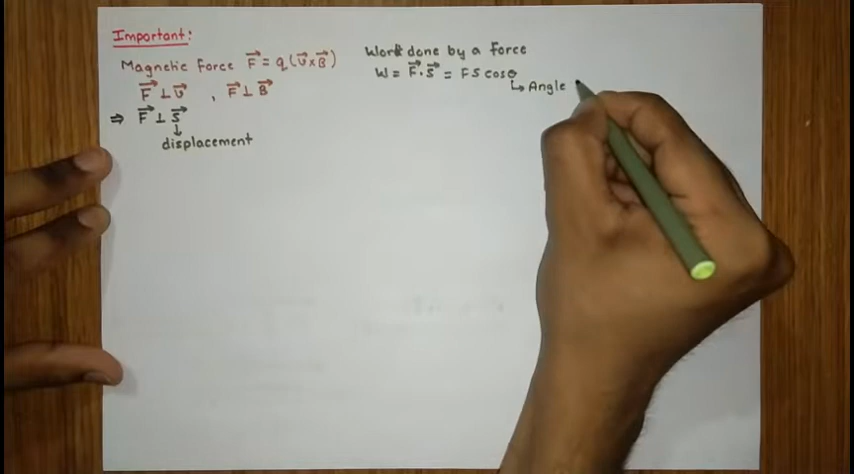 Important:
Magnetic Force F⃗ = q(v⃗ × B⃗)
F⃗ ⊥ v⃗ , F⃗ ⊥ B⃗
⇒ F⃗ ⊥ S⃗
↓
displacement
Work done by a force
W = F⃗ . S⃗ = FS cosθ
↳ Angle